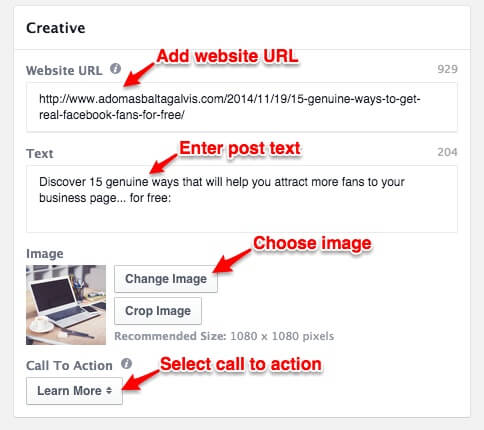 Creative
Add website URL
Website URL i 929
http://www.adomasbaltagalvis.com/2014/11/19/15-genuine-ways-to-get-
real-facebook-fans-for-free/
Enter post text
Text 204
Discover 15 genuine ways that will help you attract more fans to your
business page... for free:
Choose image
Image
Change Image
Crop Image
Recommended Size: 1080 x 1080 pixels
Select call to action
Call To Action i
Learn More